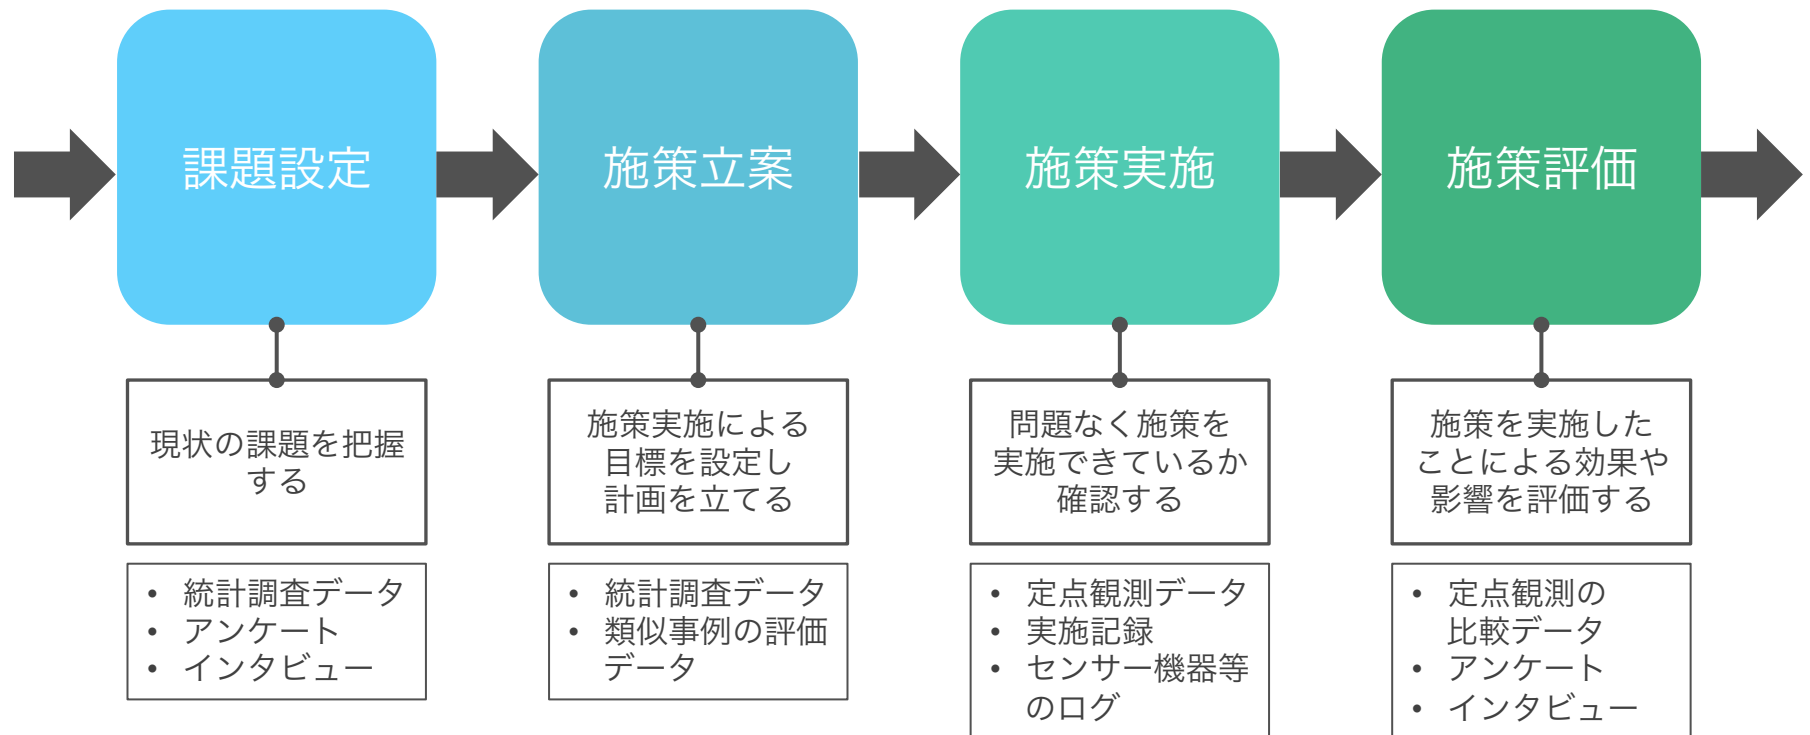 課題設定
施策立案
施策実施
施策評価
現状の課題を把握
する
施策実施による
目標を設定し
計画を立てる
問題なく施策を
実施できているか
確認する
施策を実施した
ことによる効果や
影響を評価する
• 統計調査データ
• アンケート
• インタビュー
• 統計調査データ
• 類似事例の評価
データ
• 定点観測データ
• 実施記録
• センサー機器等
のログ
• 定点観測の
比較データ
• アンケート
• インタビュー